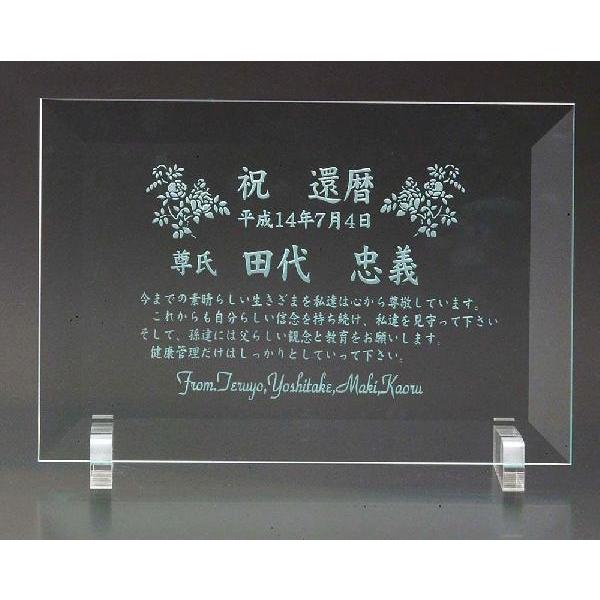 祝 還暦
平成14年7月4日
尊氏 田代 忠義
今までの素晴らしい生きざまを私達は心から尊敬しています。
これからも自分らしい信念を持ち続け、私達を見守って下さい
そして、孫達には父らしい観念と教育をお願いします。
健康管理だけはしっかりとしていって下さい。
From.Teruyo,Yoshitake,Maki,Kaoru